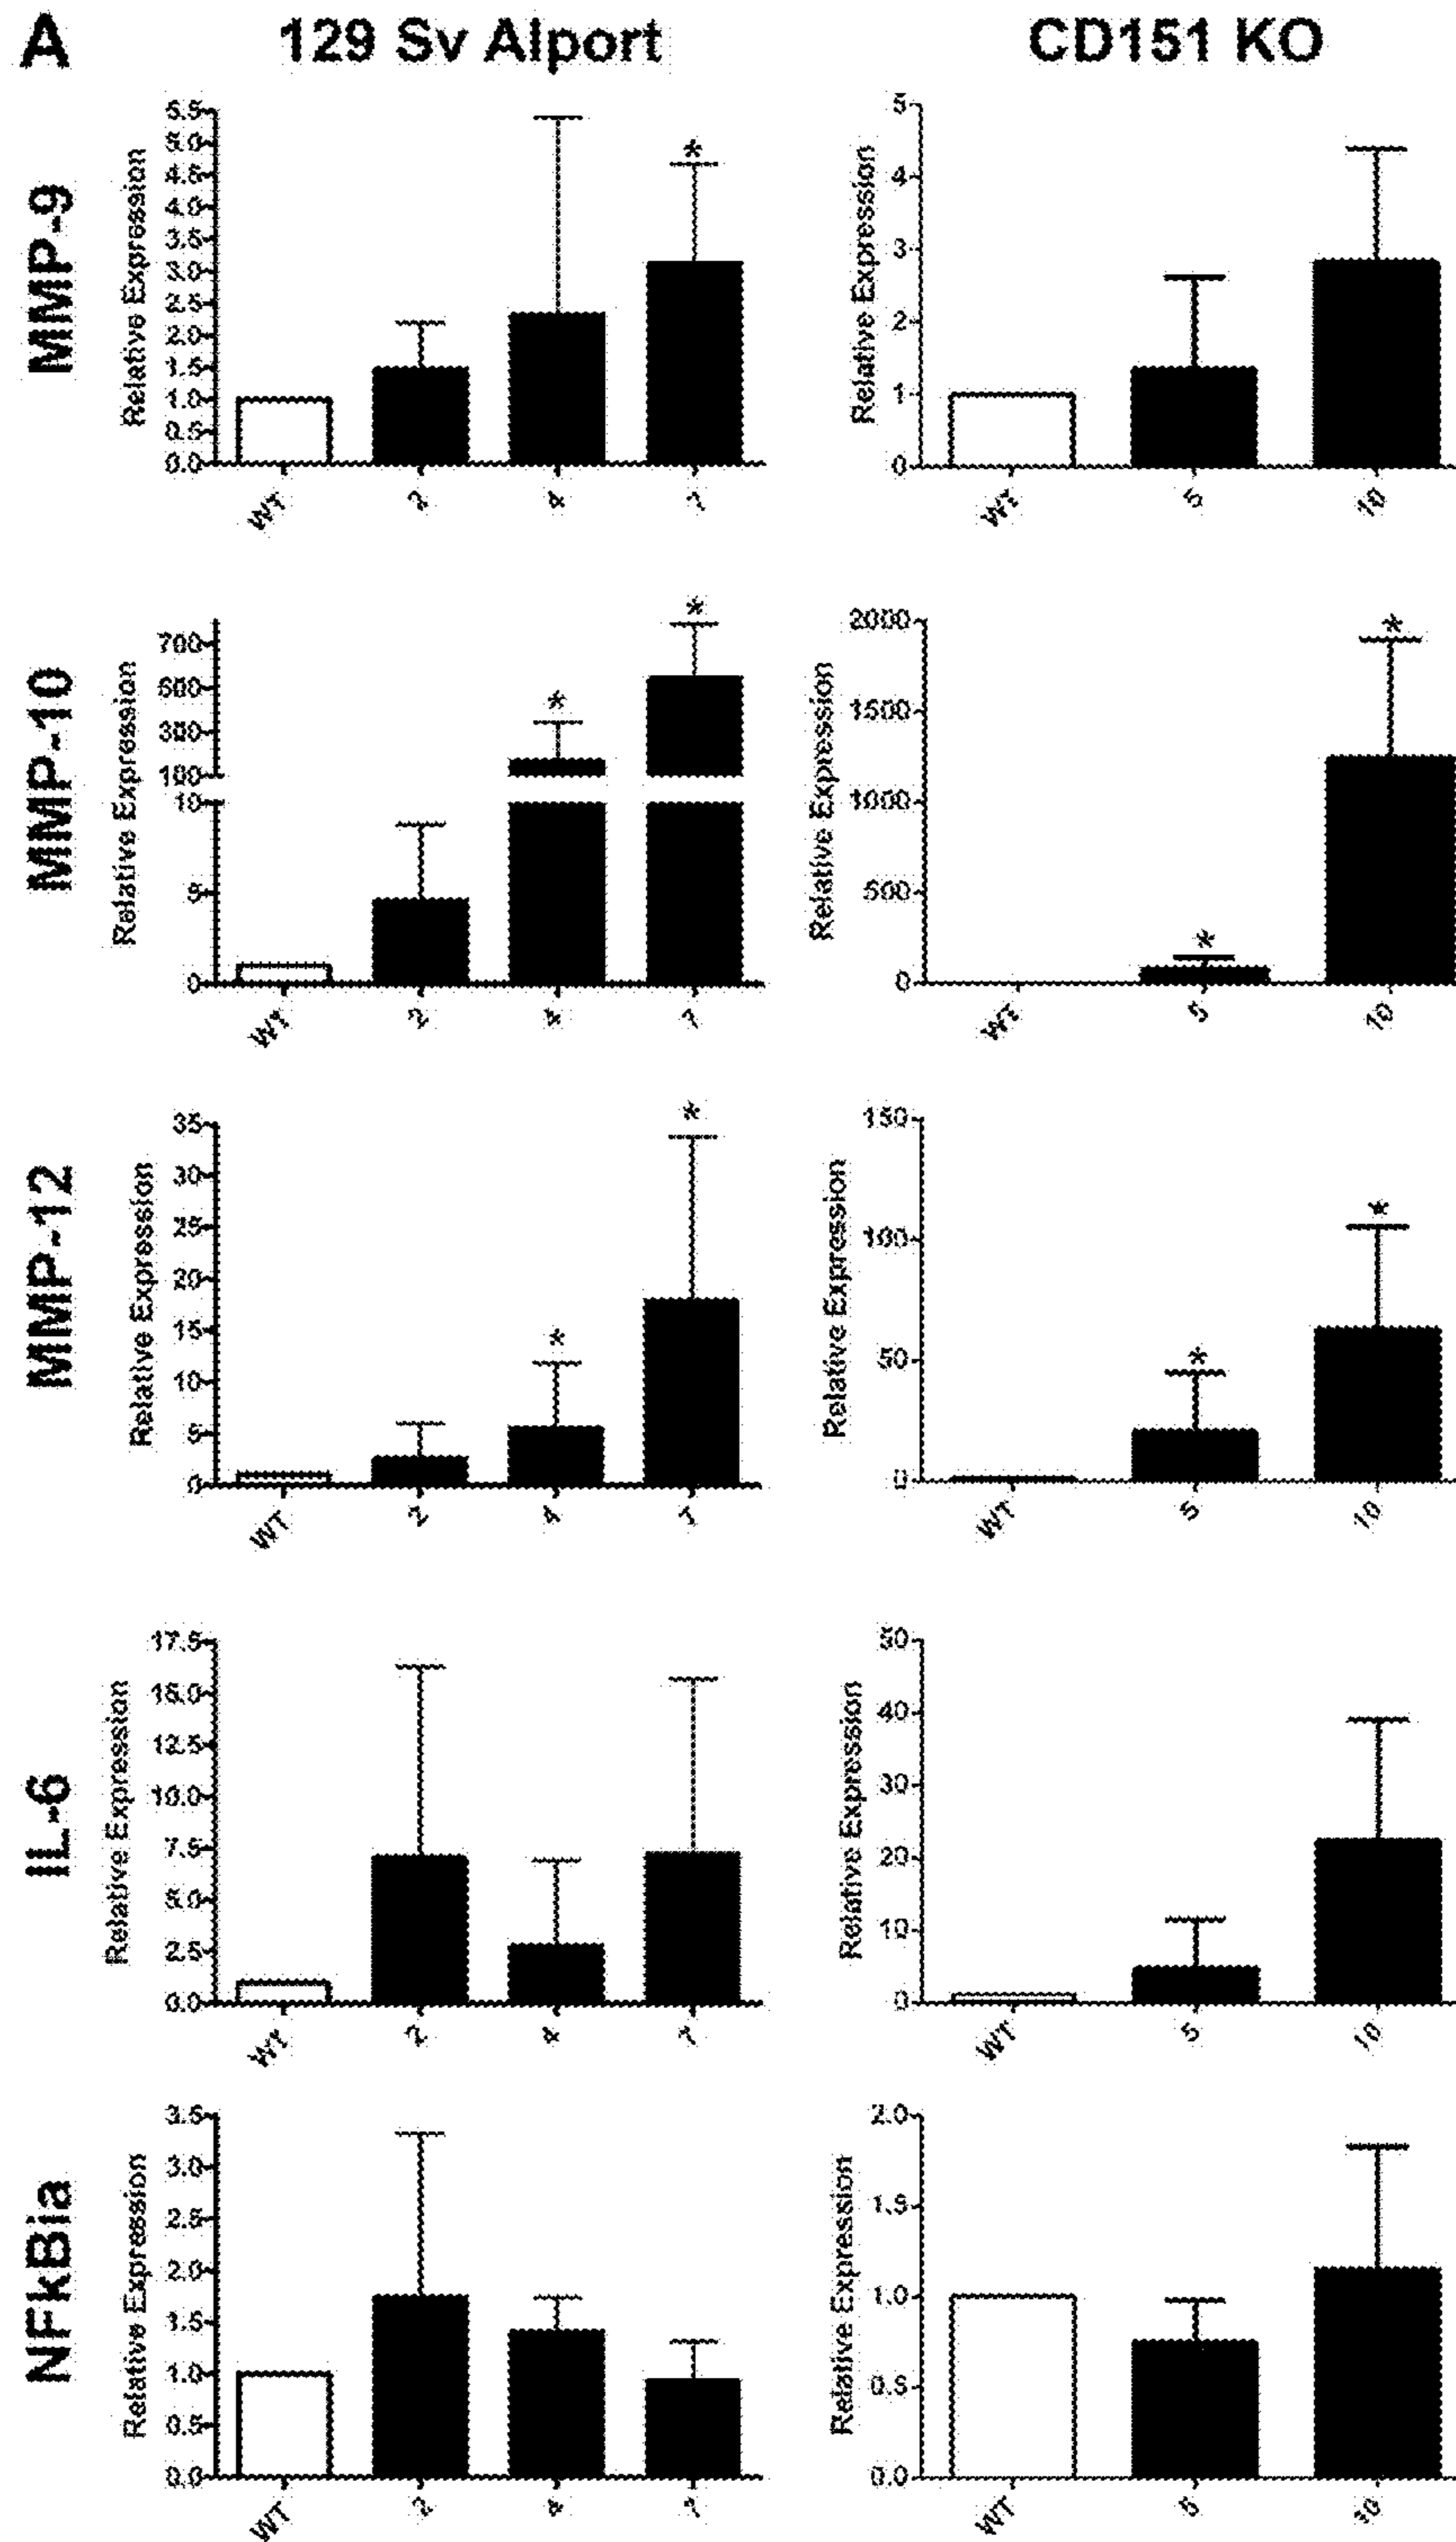 A 129 Sv Alport CD151 KO
MMP-9
Relative Expression
5.5
5.0
4.5
4.0
3.5
3.0
2.5
2.0
1.5
1.0
0.5
0.0
WT 2 4 7
Relative Expression
5
4
3
2
1
0
WT 5 10
MMP-10
Relative Expression
700
500
300
100
10
5
0
* *
WT 2 4 7
Relative Expression
2000
1500
1000
500
0
* *
WT 5 10
MMP-12
Relative Expression
35
30
25
20
15
10
5
0
* *
WT 2 4 7
Relative Expression
150
100
50
0
* *
WT 5 10
IL-6
Relative Expression
17.5
15.0
12.5
10.0
7.5
5.0
2.5
0.0
WT 2 4 7
Relative Expression
50
40
30
20
10
0
WT 5 10
NFkBia
Relative Expression
3.5
3.0
2.5
2.0
1.5
1.0
0.5
0.0
WT 2 4 7
Relative Expression
2.0
1.5
1.0
0.5
0.0
WT 5 10